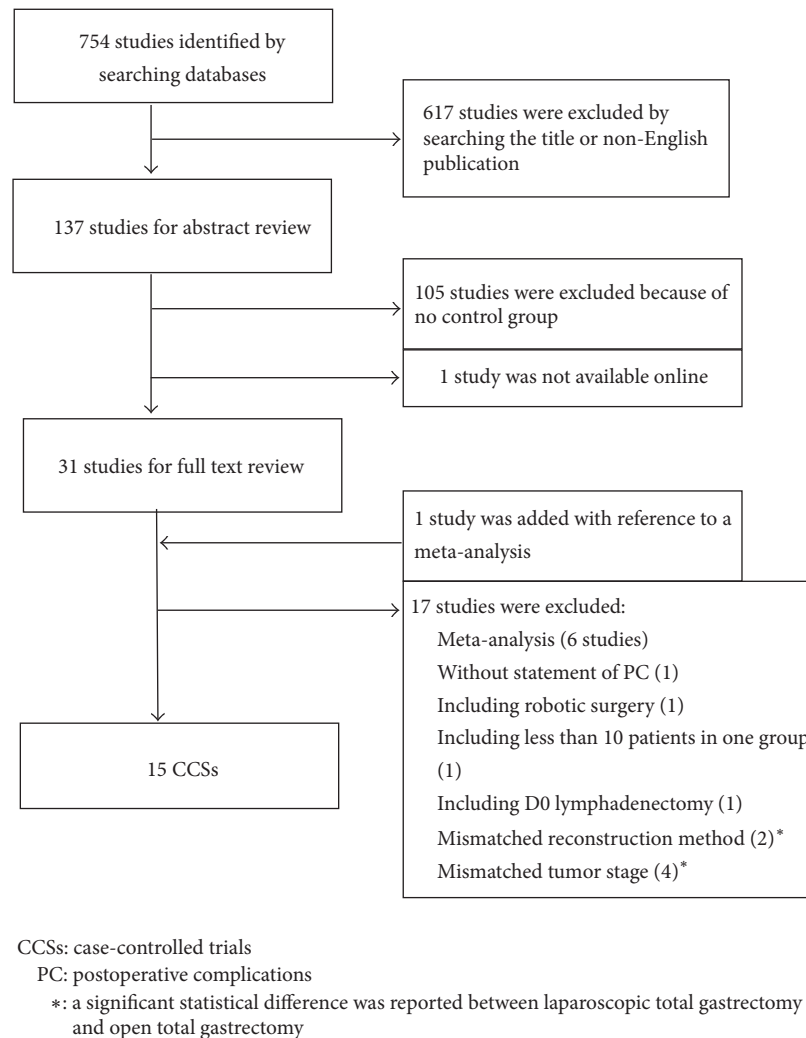 754 studies identified by
searching databases
617 studies were excluded by
searching the title or non-English
publication
137 studies for abstract review
105 studies were excluded because of
no control group
1 study was not available online
31 studies for full text review
1 study was added with reference to a
meta-analysis
17 studies were excluded:
Meta-analysis (6 studies)
Without statement of PC (1)
Including robotic surgery (1)
Including less than 10 patients in one group
(1)
Including D0 lymphadenectomy (1)
Mismatched reconstruction method (2)*
Mismatched tumor stage (4)*
15 CCSs
CCSs: case-controlled trials
PC: postoperative complications
*: a significant statistical difference was reported between laparoscopic total gastrectomy
and open total gastrectomy